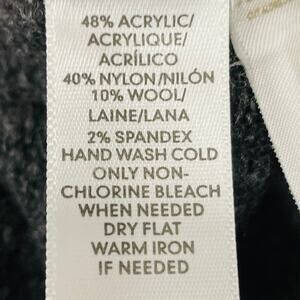 48% ACRYLIC/
ACRYLIQUE/
ACRÍLICO
40% NYLON/NILÓN
10% WOOL/
LAINE/LANA
2% SPANDEX
HAND WASH COLD
ONLY NON-
CHLORINE BLEACH
WHEN NEEDED
DRY FLAT
WARM IRON
IF NEEDED